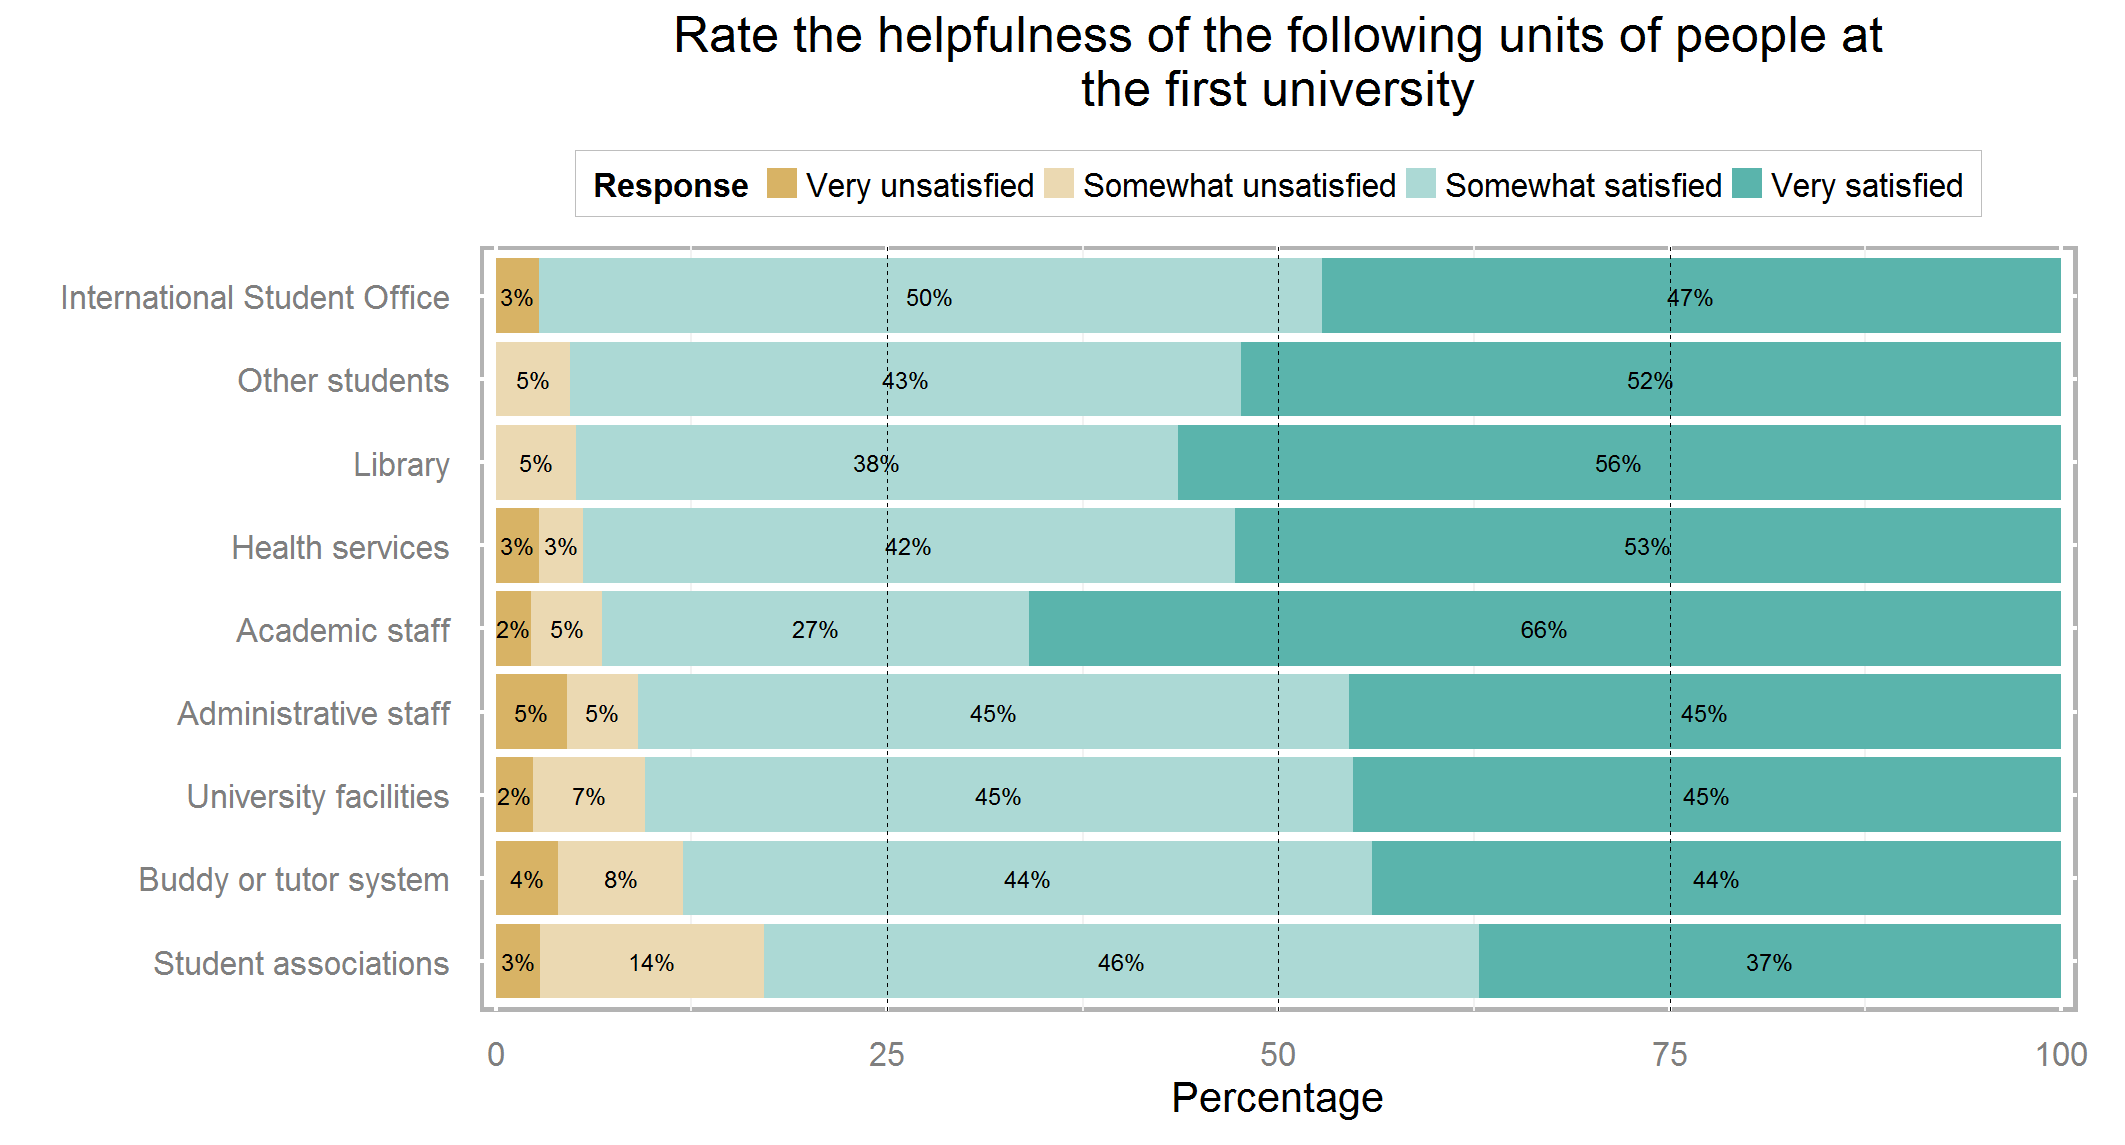 Rate the helpfulness of the following units of people at
the first university
Response Very unsatisfied Somewhat unsatisfied Somewhat satisfied Very satisfied
International Student Office 3% 50% 47%
Other students 5% 43% 52%
Library 5% 38% 56%
Health services 3% 3% 42% 53%
Academic staff 2% 5% 27% 66%
Administrative staff 5% 5% 45% 45%
University facilities 2% 7% 45% 45%
Buddy or tutor system 4% 8% 44% 44%
Student associations 3% 14% 46% 37%
0 25 50 75 100
Percentage